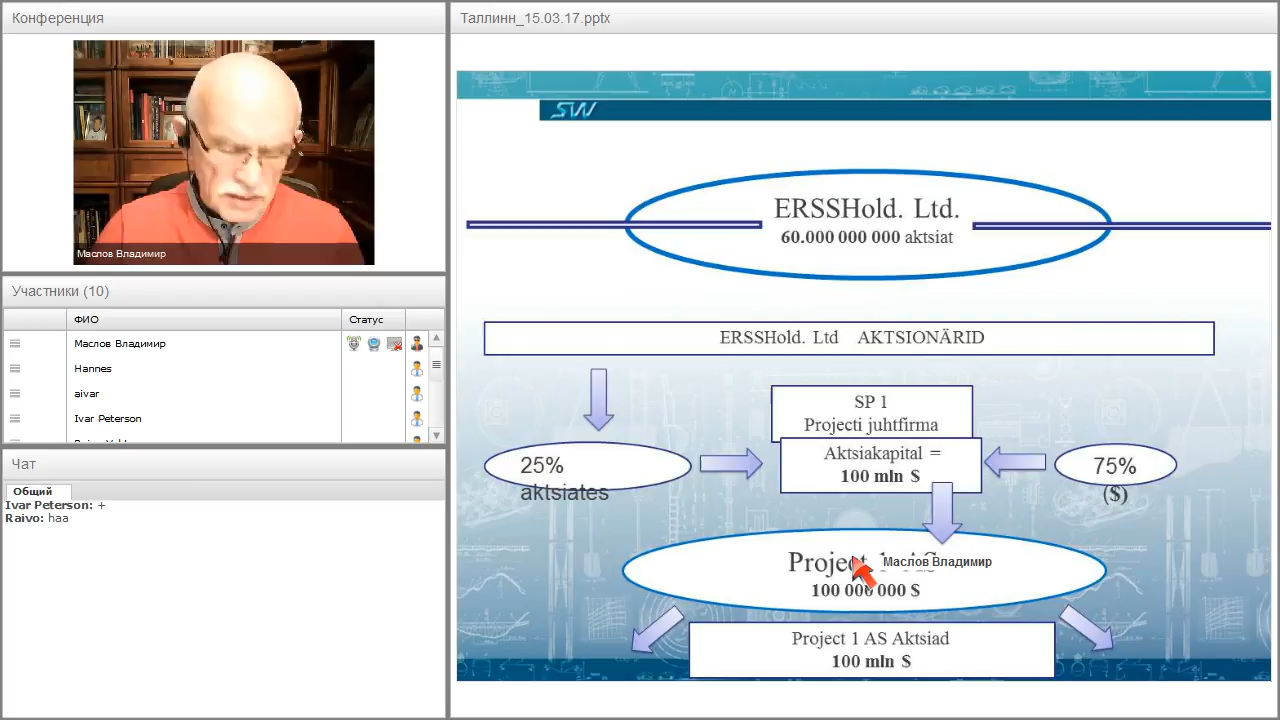 Конференция
Маслов Владимир
Участники (10)
ФИО
Статус
Маслов Владимир
Hannes
aivar
Ivar Peterson
Чат
Общий
Ivar Peterson: +
Raivo: haa
Таллинн_15.03.17.pptx
SW
ERSSHold. Ltd.
60.000 000 000 aktsiat
ERSSHold. Ltd AKTSIONÄRID
SP 1
Projecti juhtfirma
Aktsiakapital =
100 mln $
25%
aktsiates
75%
($)
Project
Маслов Владимир
100 000 000 $
Project 1 AS Aktsiad
100 mln $